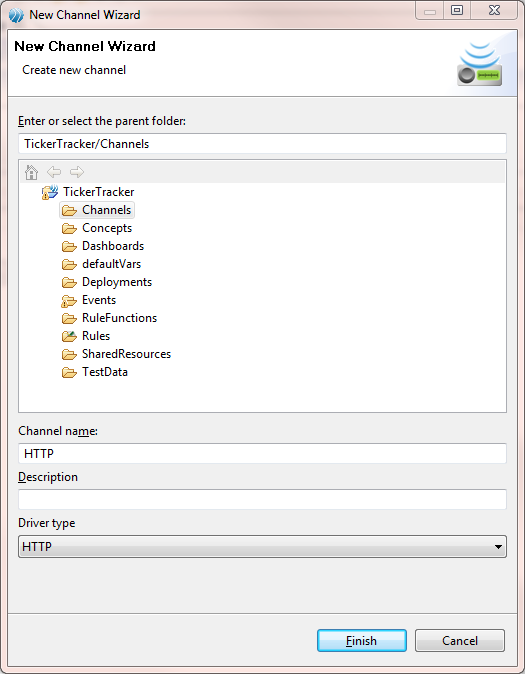 New Channel Wizard
New Channel Wizard
Create new channel
Enter or select the parent folder:
TickerTracker/Channels
TickerTracker
Channels
Concepts
Dashboards
defaultVars
Deployments
Events
RuleFunctions
Rules
SharedResources
TestData
Channel name:
HTTP
Description
Driver type
HTTP
Finish
Cancel